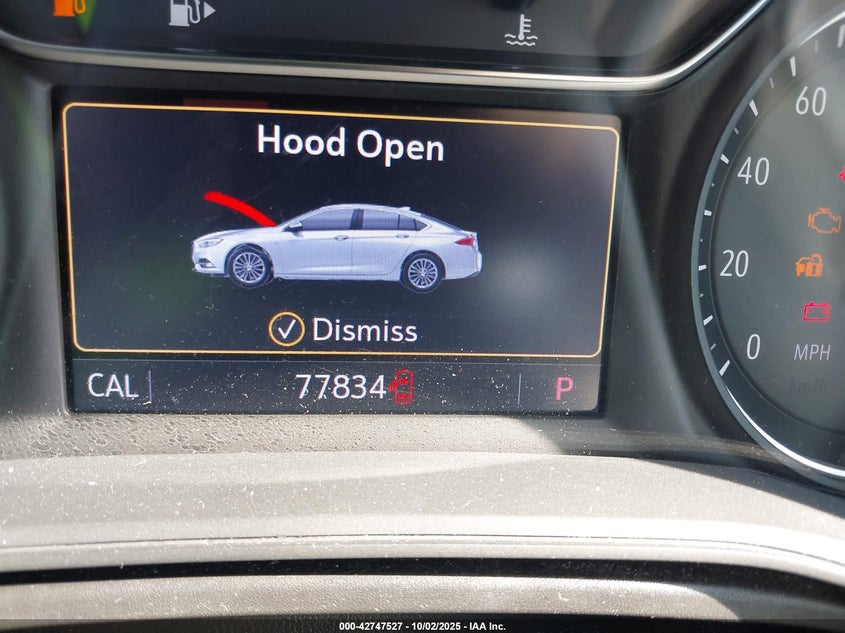 Hood Open
Dismiss
CAL 77834 P
60
40
20
0 MPH
km/h
000-42747527 - 10/02/2025 - IAA Inc.